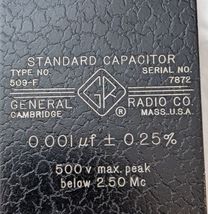 STANDARD CAPACITOR
TYPE NO. SERIAL NO.
509-F 7872
GENERAL GR ® RADIO CO.
CAMBRIDGE MASS. U.S.A.
0.001 µf ± 0.25%
500 v max. peak
below 2.50 Mc